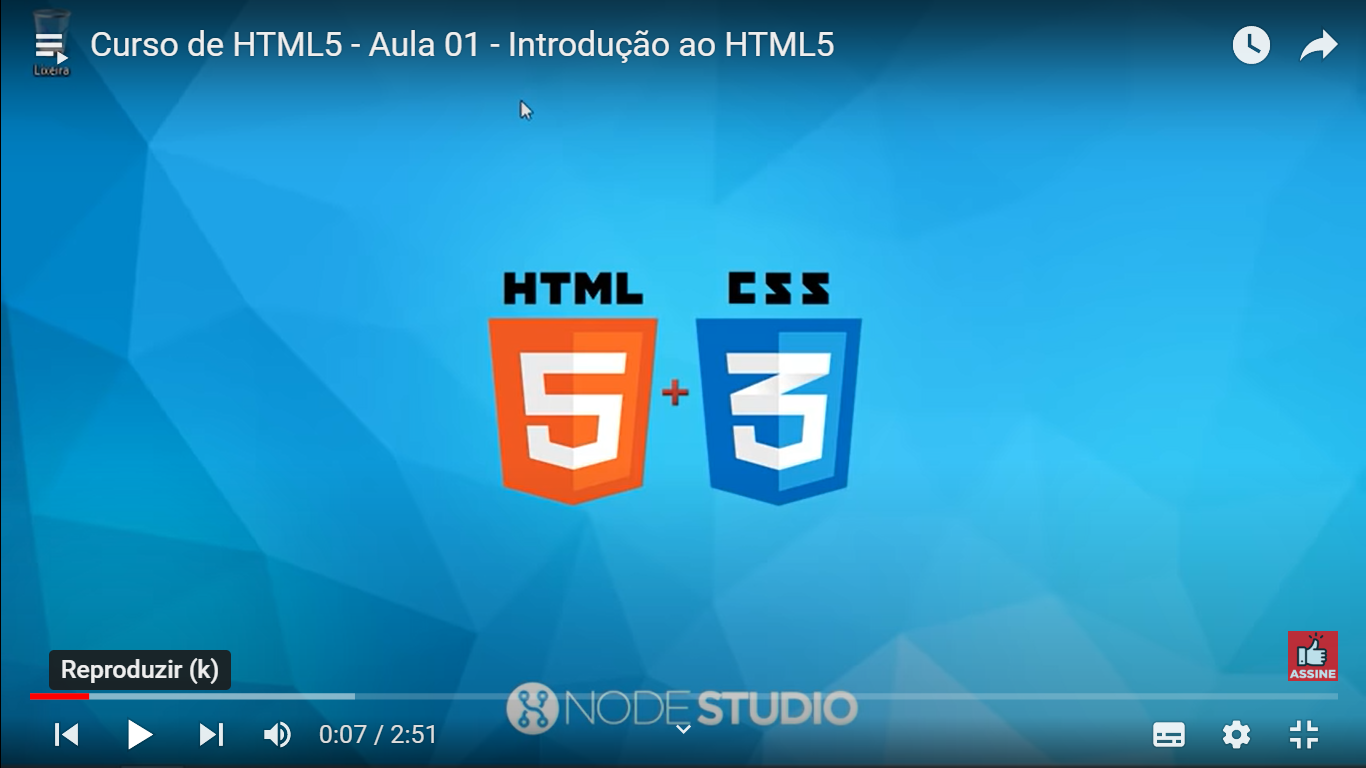 Curso de HTML5 - Aula 01 - Introdução ao HTML5
Lixeira
HTML CSS
5 + 3
ASSINE
Reproduzir (k)
NODESTUDIO
0:07 / 2:51